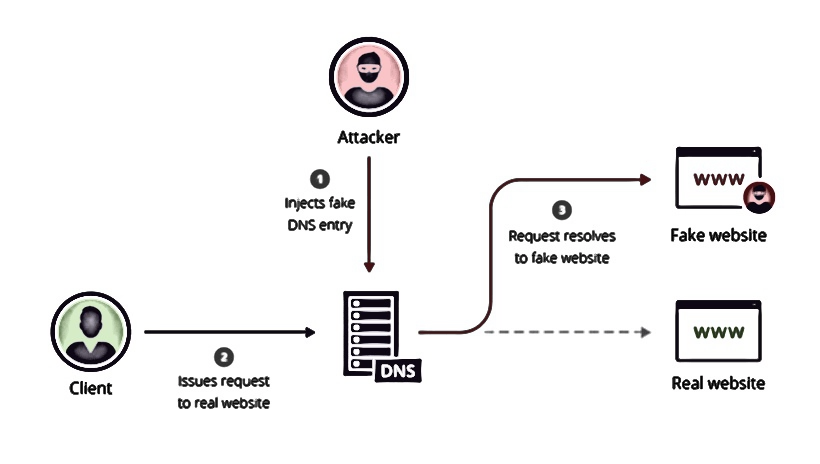 Attacker
1
Injects fake
DNS entry
www
3
Request resolves
to fake website
Fake website
DNS
www
2
Client
Issues request
to real website
Real website